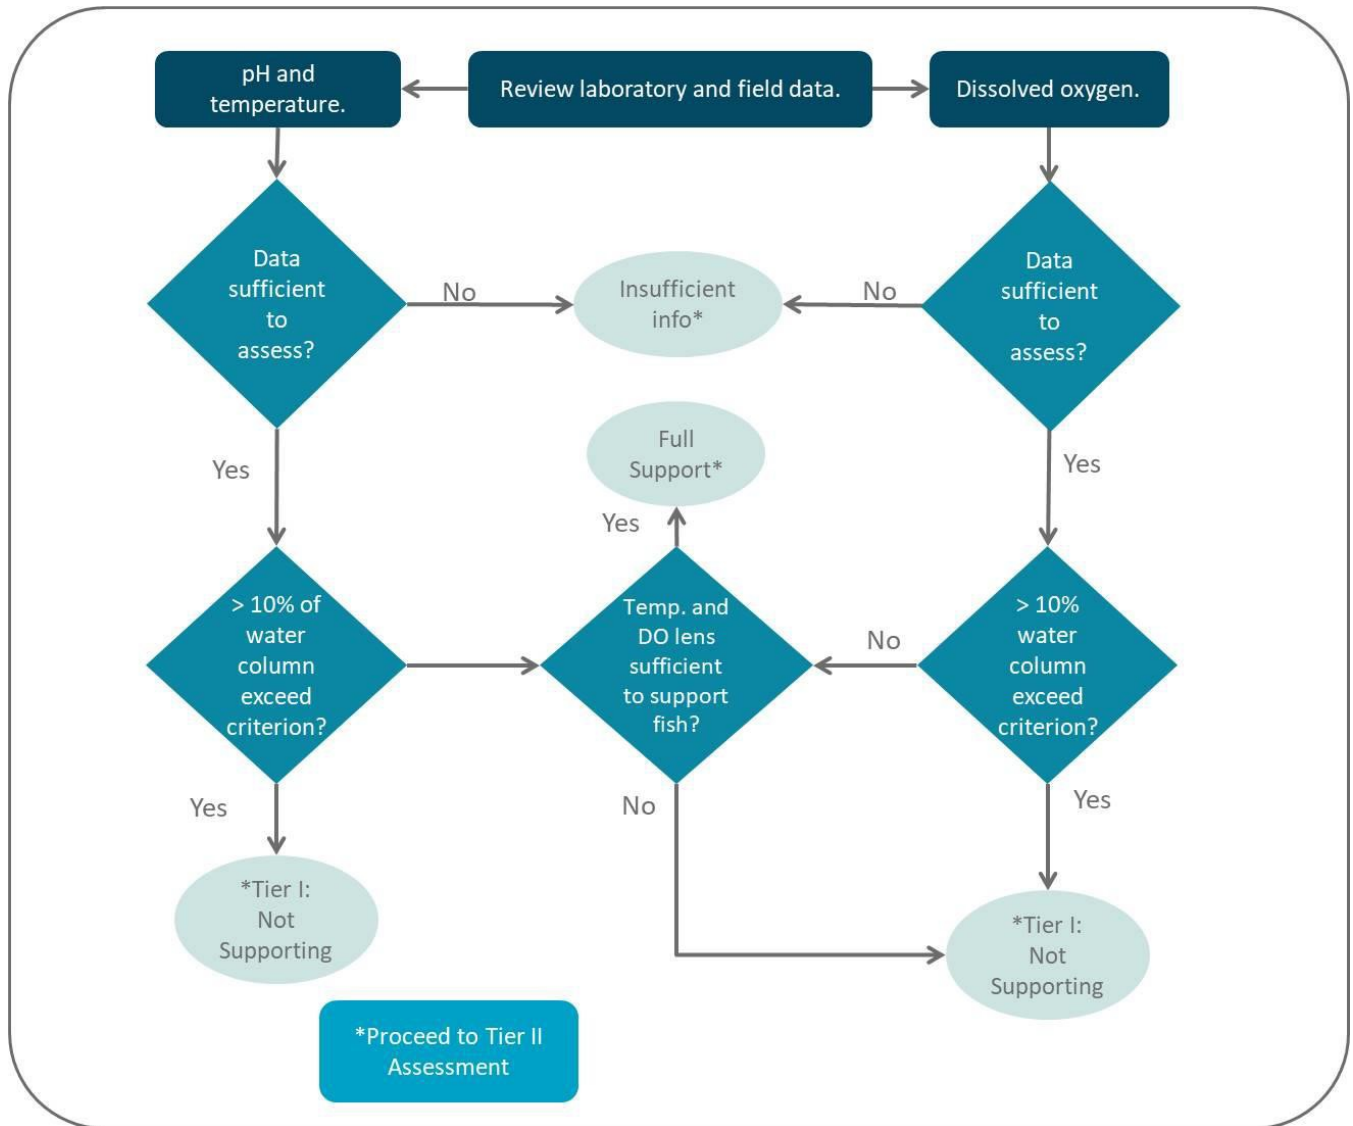 pH and
temperature.
Review laboratory and field data.
Dissolved oxygen.
Data
sufficient
to
assess?
No
Insufficient
info*
No
Data
sufficient
to
assess?
Yes
Full
Support*
Yes
Yes
> 10% of
water
column
exceed
criterion?
Temp. and
DO lens
sufficient
to support
fish?
No
> 10%
water
column
exceed
criterion?
Yes
No
Yes
*Tier I:
Not
Supporting
*Tier I:
Not
Supporting
*Proceed to Tier II
Assessment